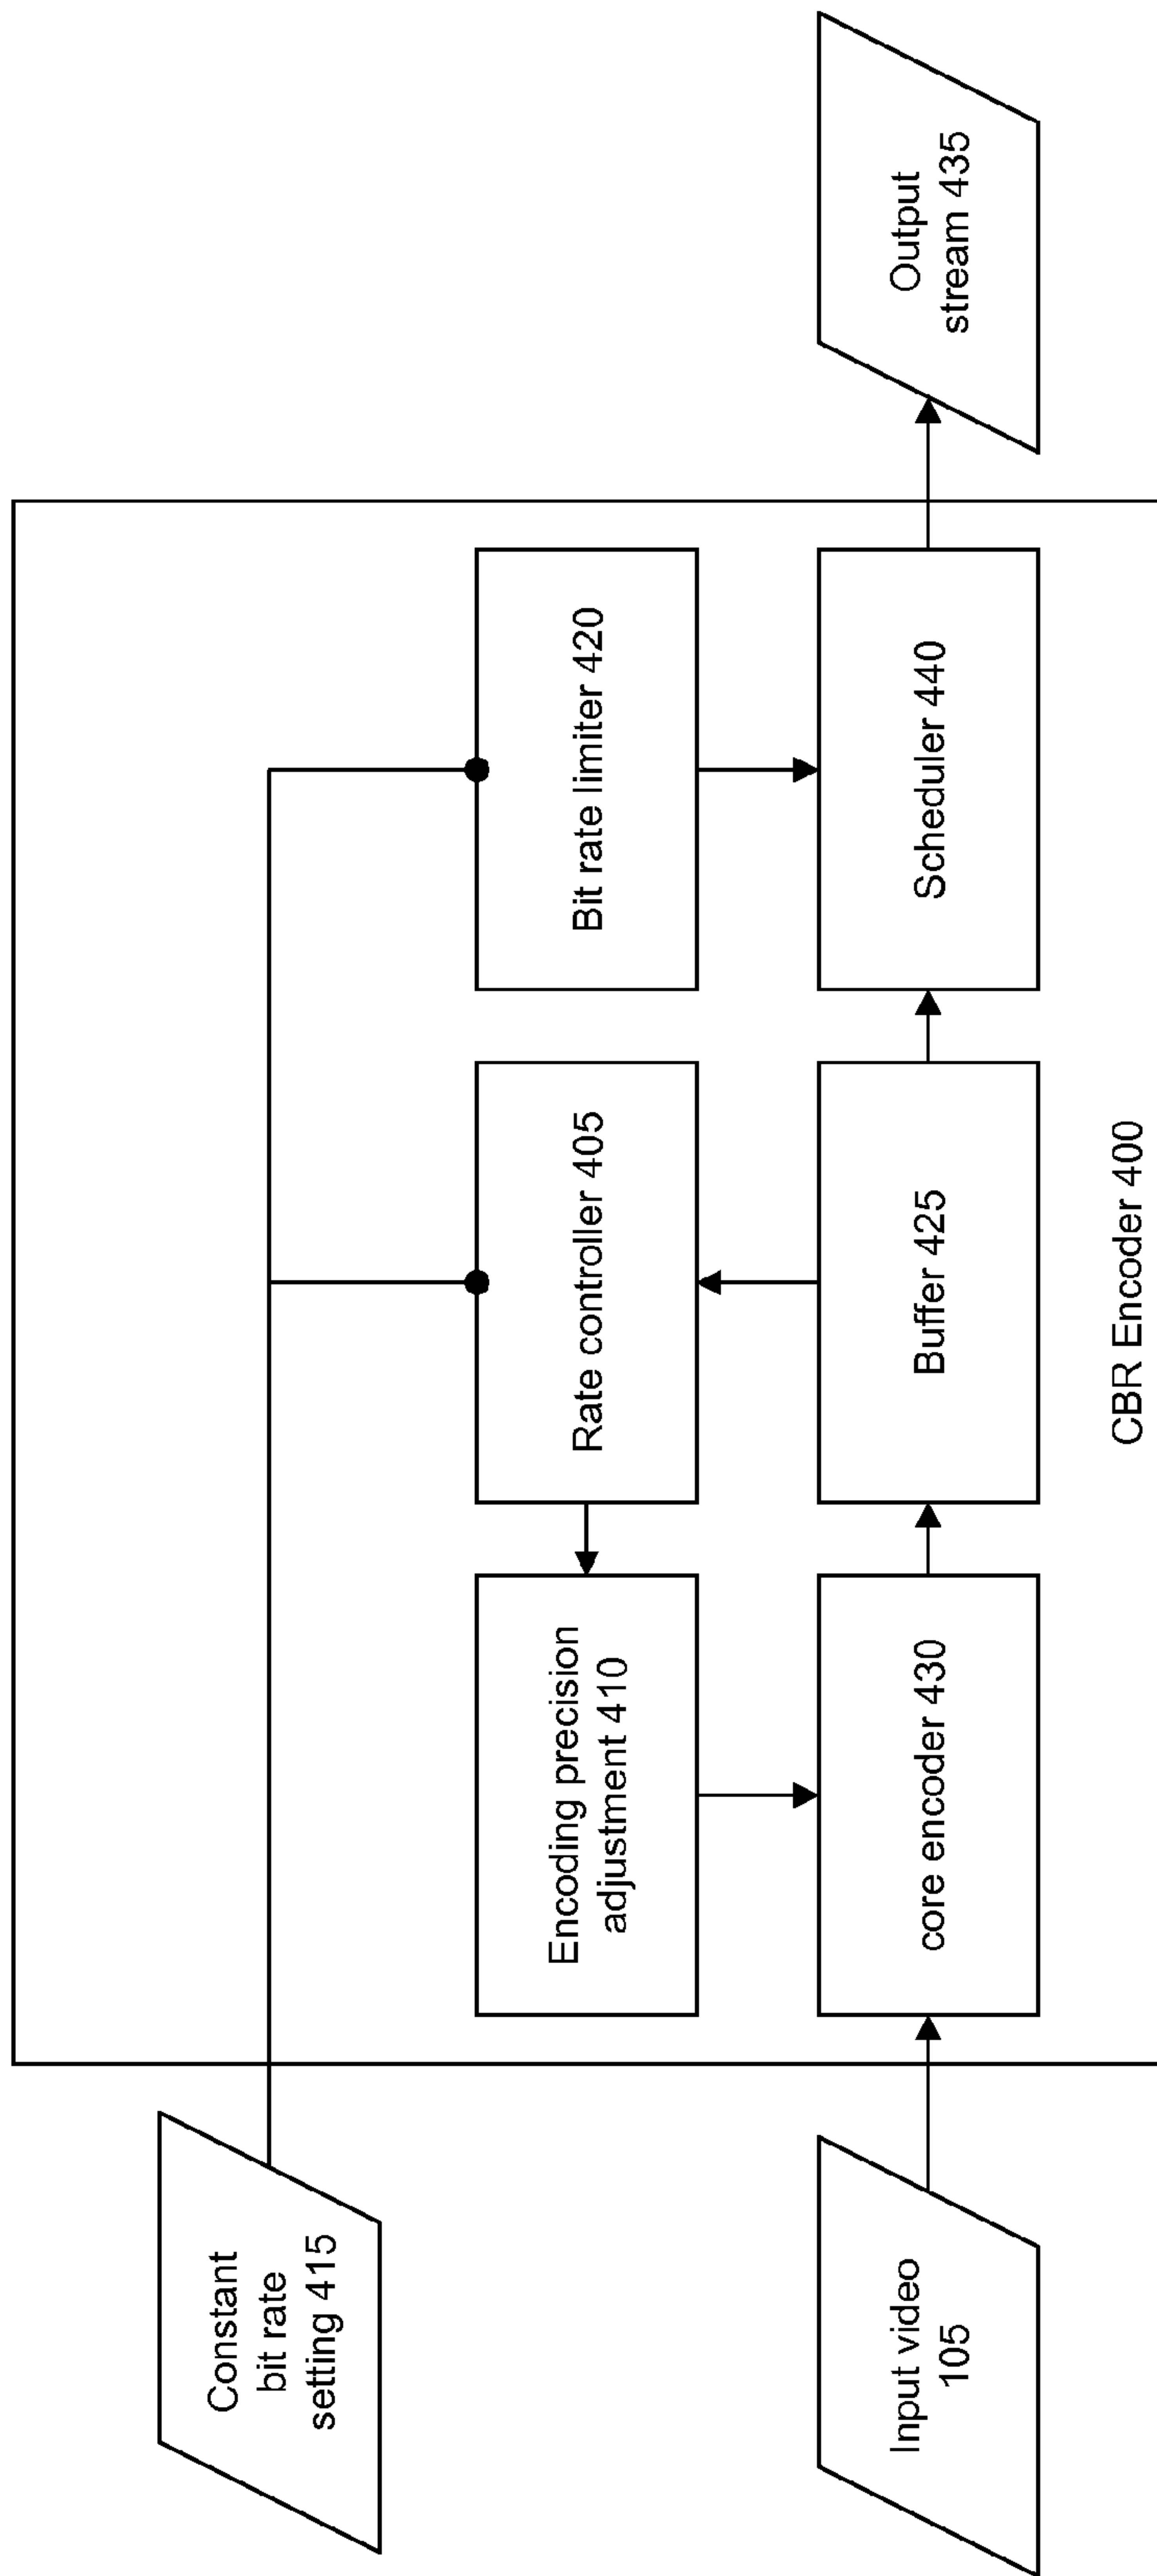 Constant
bit rate
setting 415
Encoding precision
adjustment 410
Rate controller 405
Bit rate limiter 420
Input video
105
core encoder 430
Buffer 425
Scheduler 440
Output
stream 435
CBR Encoder 400